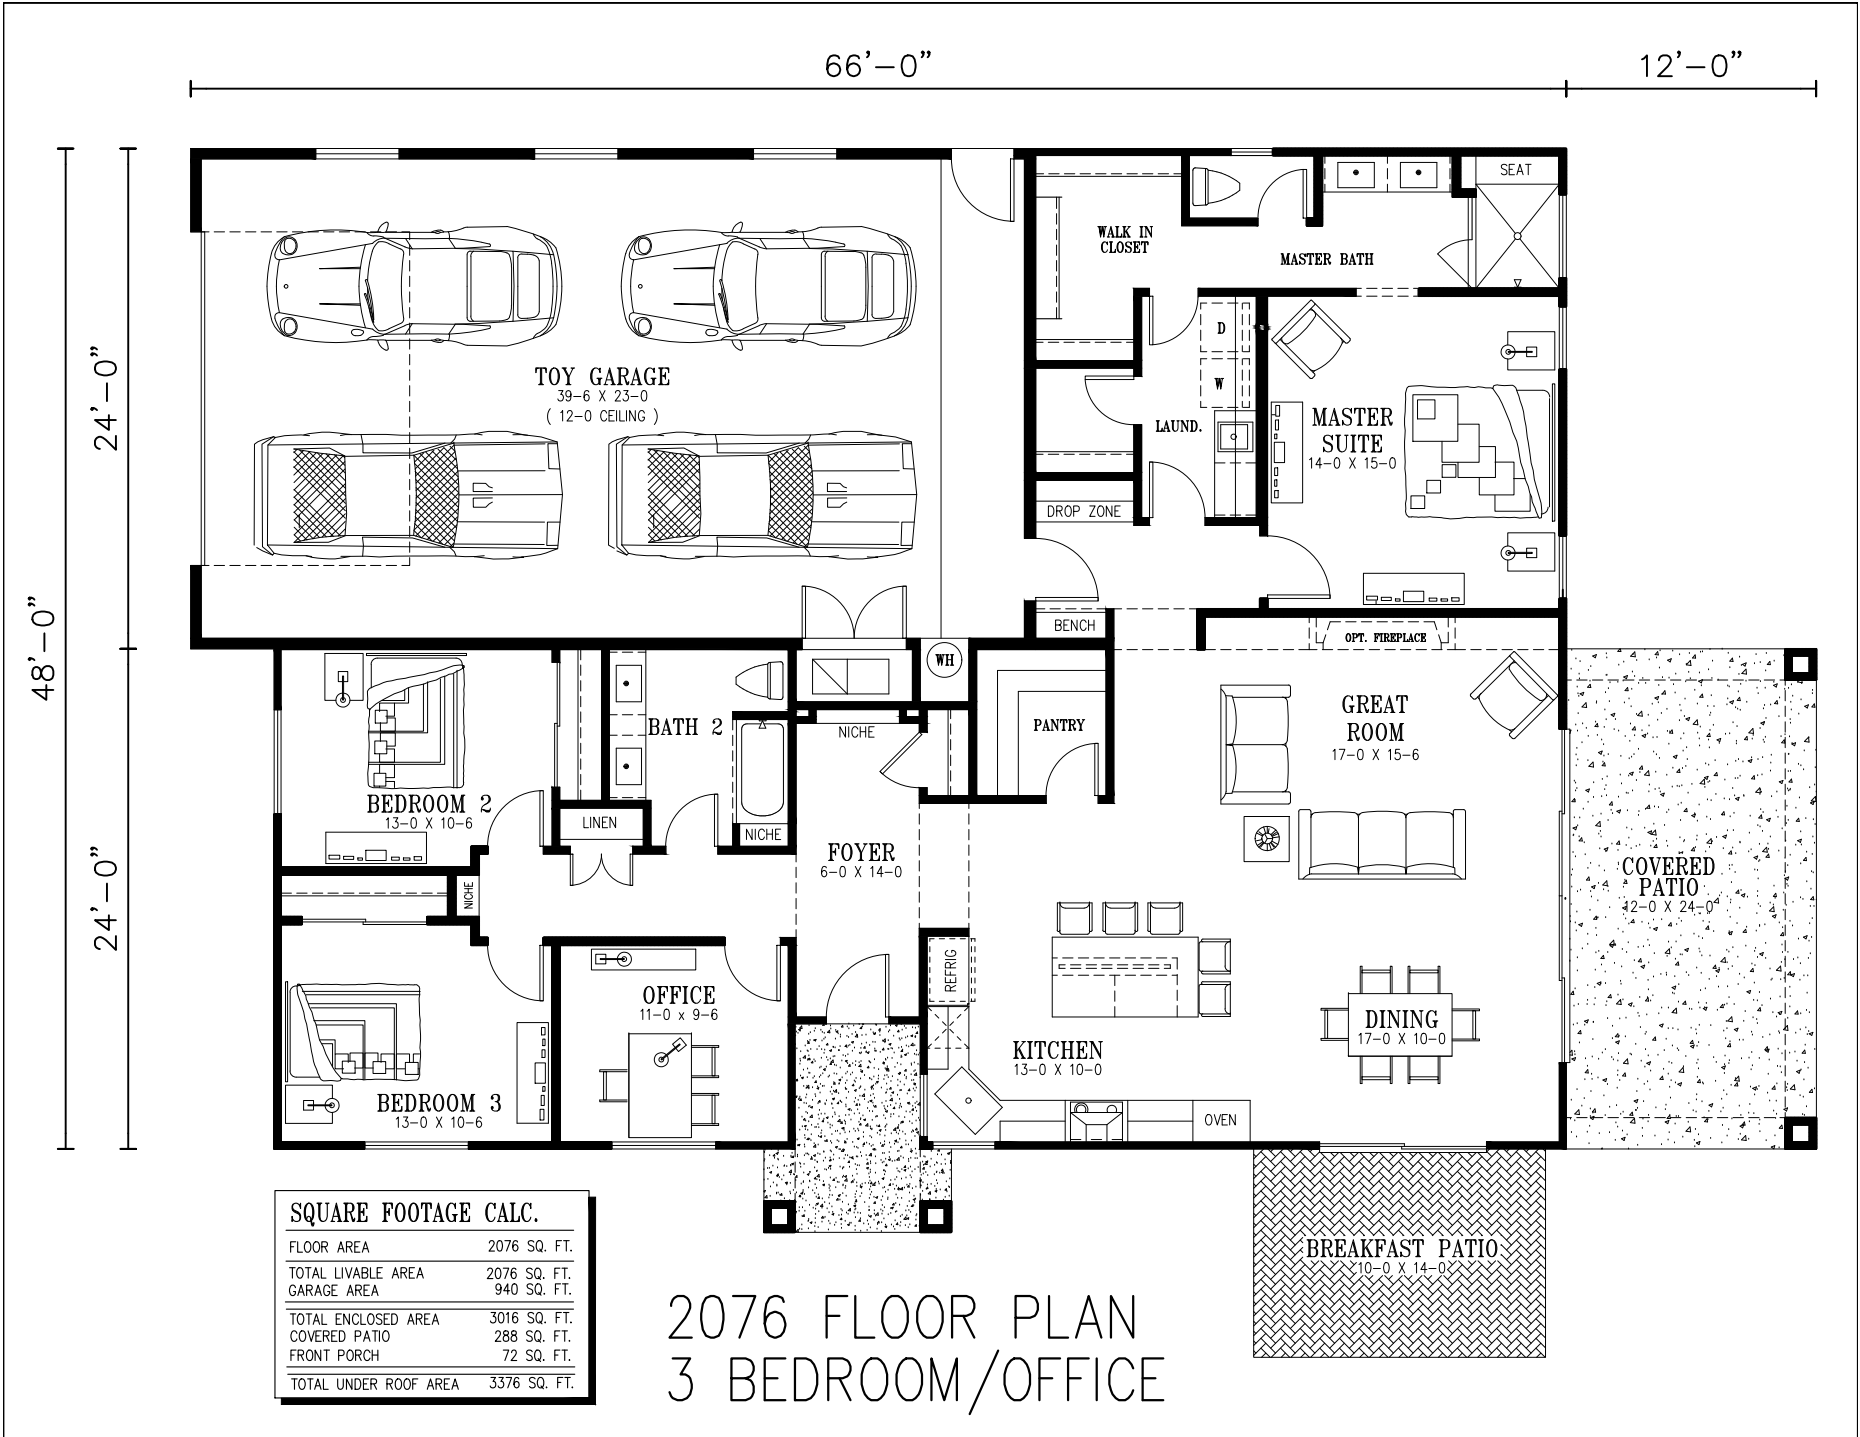 66'-0"
12'-0"
48'-0"
24'-0"
24'-0"
SEAT
WALK IN
CLOSET
MASTER BATH
D
W
LAUND.
TOY GARAGE
39-6 X 23-0
( 12-0 CEILING )
MASTER
SUITE
14-0 X 15-0
DROP ZONE
BENCH
OPT. FIREPLACE
WH
BATH 2
NICHE
PANTRY
GREAT
ROOM
17-0 X 15-6
BEDROOM 2
13-0 X 10-6
LINEN
NICHE
NICHE
FOYER
6-0 X 14-0
COVERED
PATIO
12-0 X 24-0
REFRIG
OFFICE
11-0 x 9-6
DINING
17-0 X 10-0
KITCHEN
13-0 X 10-0
BEDROOM 3
13-0 X 10-6
OVEN
BREAKFAST PATIO
10-0 X 14-0
SQUARE FOOTAGE CALC.
FLOOR AREA 2076 SQ. FT.
TOTAL LIVABLE AREA 2076 SQ. FT.
GARAGE AREA 940 SQ. FT.
TOTAL ENCLOSED AREA 3016 SQ. FT.
COVERED PATIO 288 SQ. FT.
FRONT PORCH 72 SQ. FT.
TOTAL UNDER ROOF AREA 3376 SQ. FT.
2076 FLOOR PLAN
3 BEDROOM/OFFICE